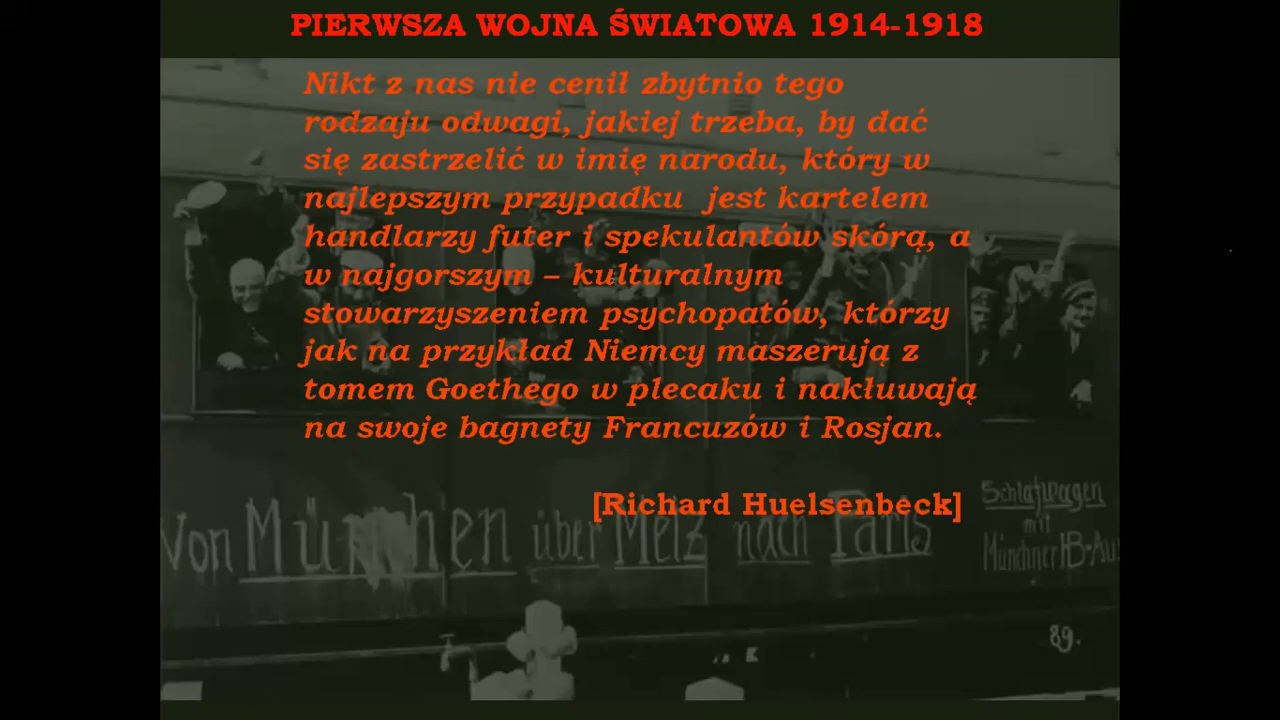 PIERWSZA WOJNA ŚWIATOWA 1914-1918
Nikt z nas nie cenił zbytnio tego
rodzaju odwagi, jakiej trzeba, by dać
się zastrzelić w imię narodu, który w
najlepszym przypadku jest kartelem
handlarzy futer i spekulantów skórą, a
w najgorszym – kulturalnym
stowarzyszeniem psychopatów, którzy
jak na przykład Niemcy maszerują z
tomem Goethego w plecaku i nakłuwają
na swoje bagnety Francuzów i Rosjan.
[Richard Huelsenbeck]
Von München über Metz nach Paris
Schlafwagen
mit
Münchner HB-Au
89.